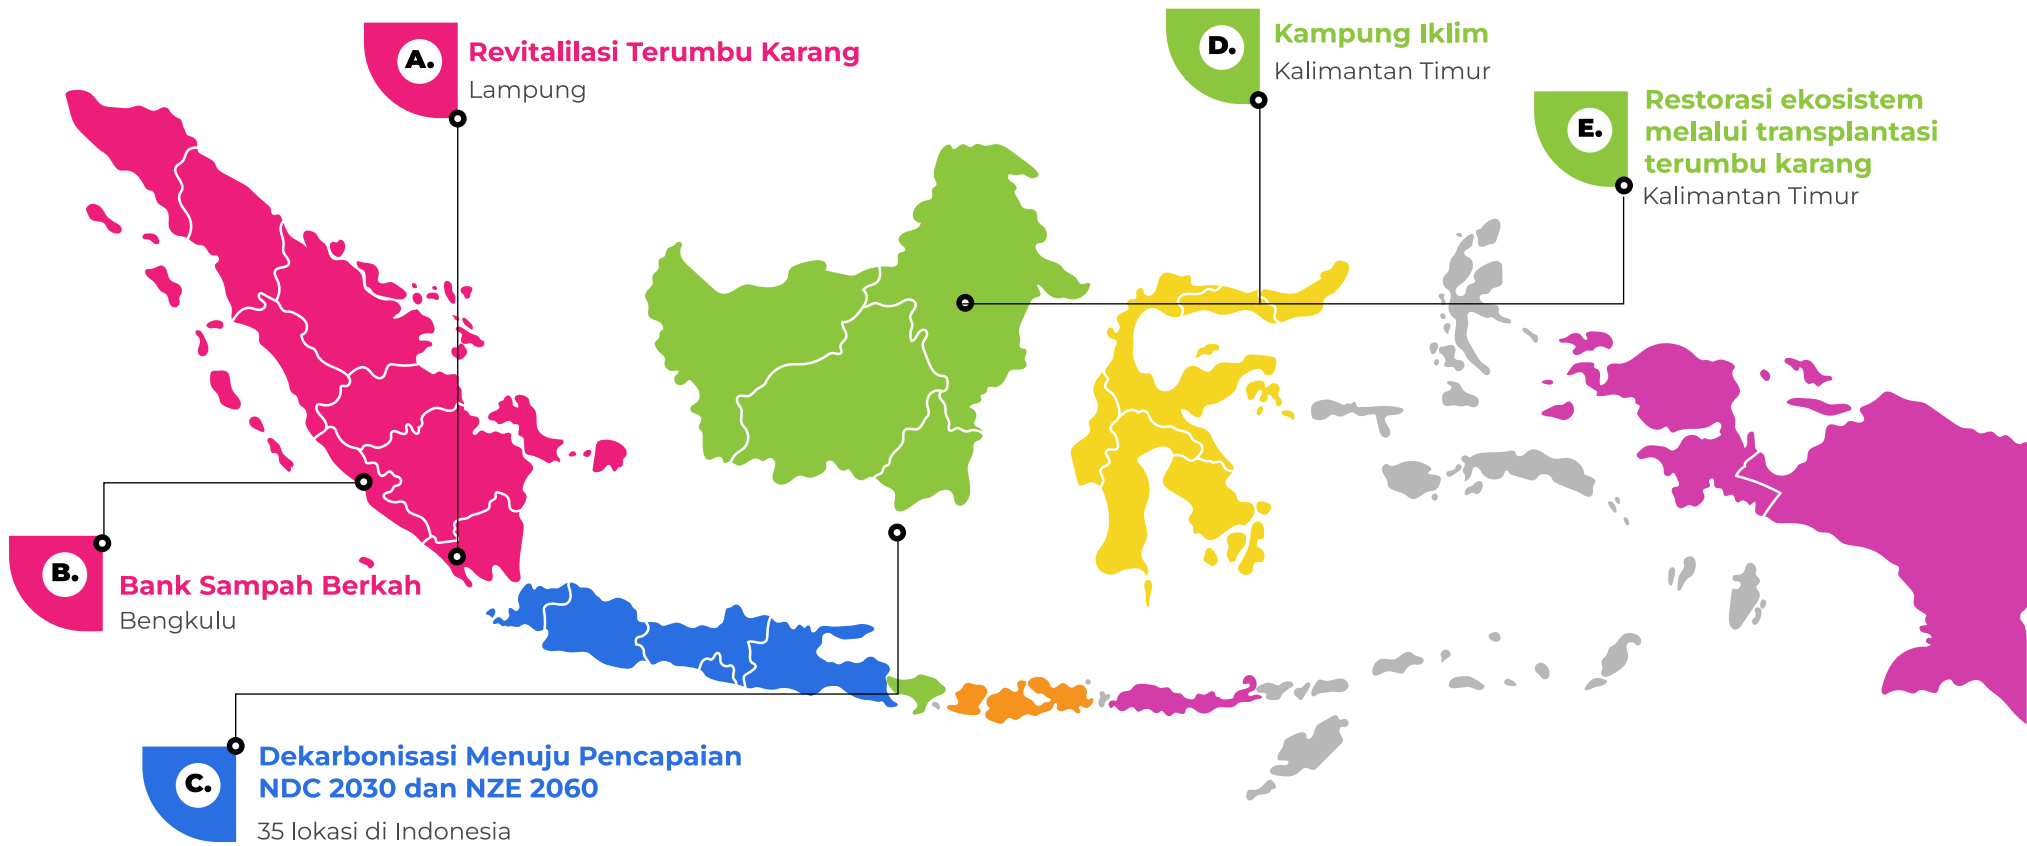 A.
Revitalilasi Terumbu Karang
Lampung
B.
Bank Sampah Berkah
Bengkulu
C.
Dekarbonisasi Menuju Pencapaian
NDC 2030 dan NZE 2060
35 lokasi di Indonesia
D.
Kampung Iklim
Kalimantan Timur
E.
Restorasi ekosistem
melalui transplantasi
terumbu karang
Kalimantan Timur